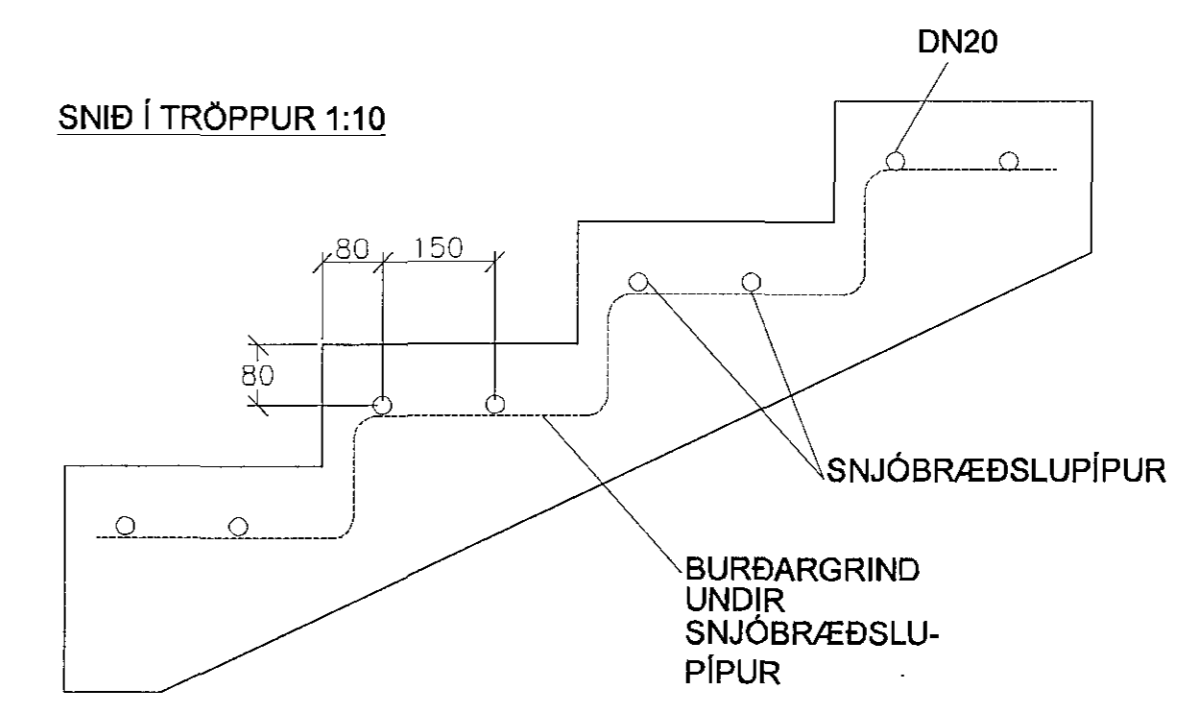 DN20
SNIÐ Í TRÖPPUR 1:10
80 150
80
SNJÓBRÆÐSLUPÍPUR
BURÐARGRIND
UNDIR
SNJÓBRÆÐSLU-
PÍPUR